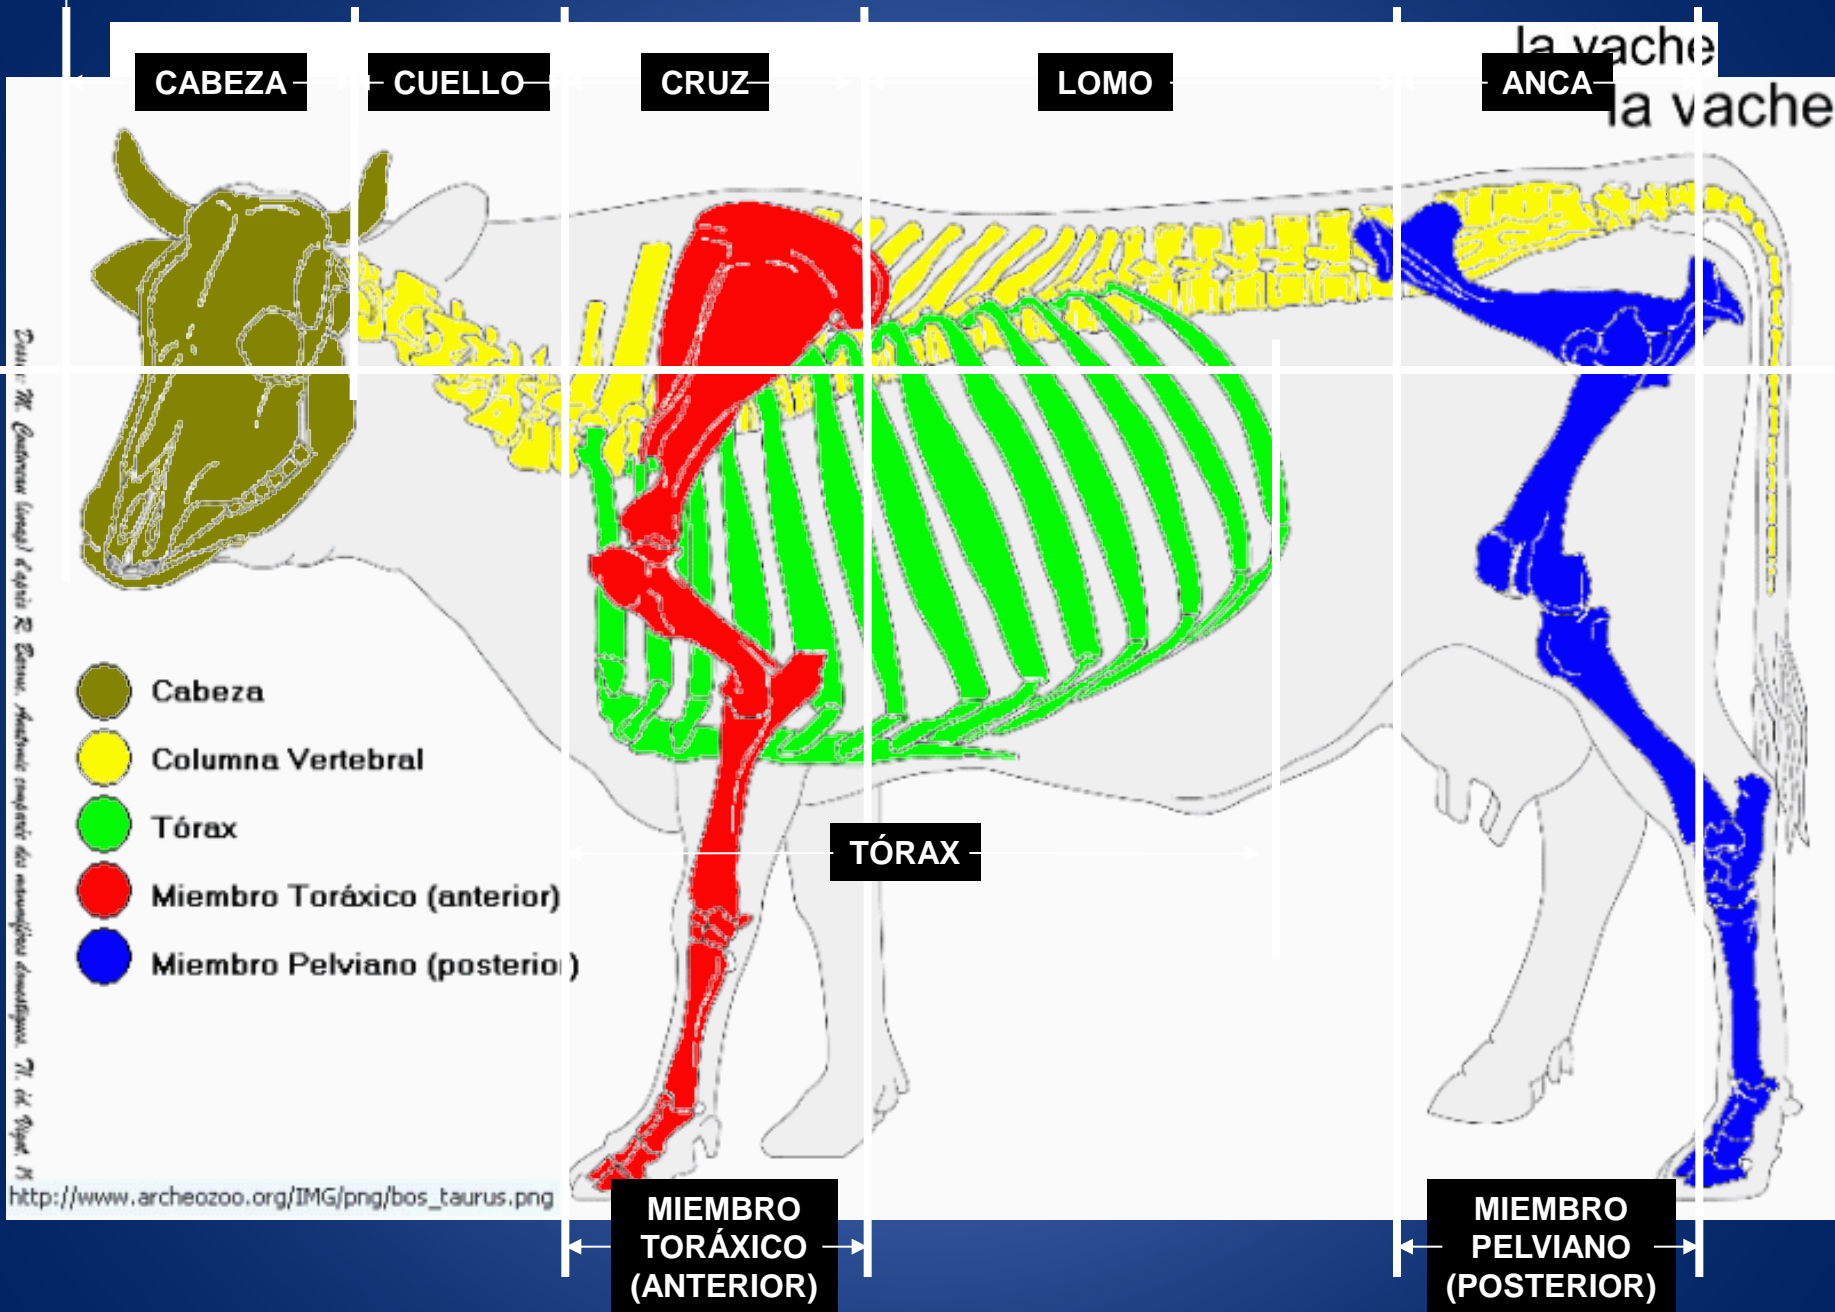 la vache
CABEZA
CUELLO
CRUZ
LOMO
ANCA
la vache
Cabeza
Columna Vertebral
Tórax
Miembro Toráxico (anterior)
Miembro Pelviano (posterior)
TÓRAX
http://www.archeozoo.org/IMG/png/bos_taurus.png
MIEMBRO
TORÁXICO
(ANTERIOR)
MIEMBRO
PELVIANO
(POSTERIOR)